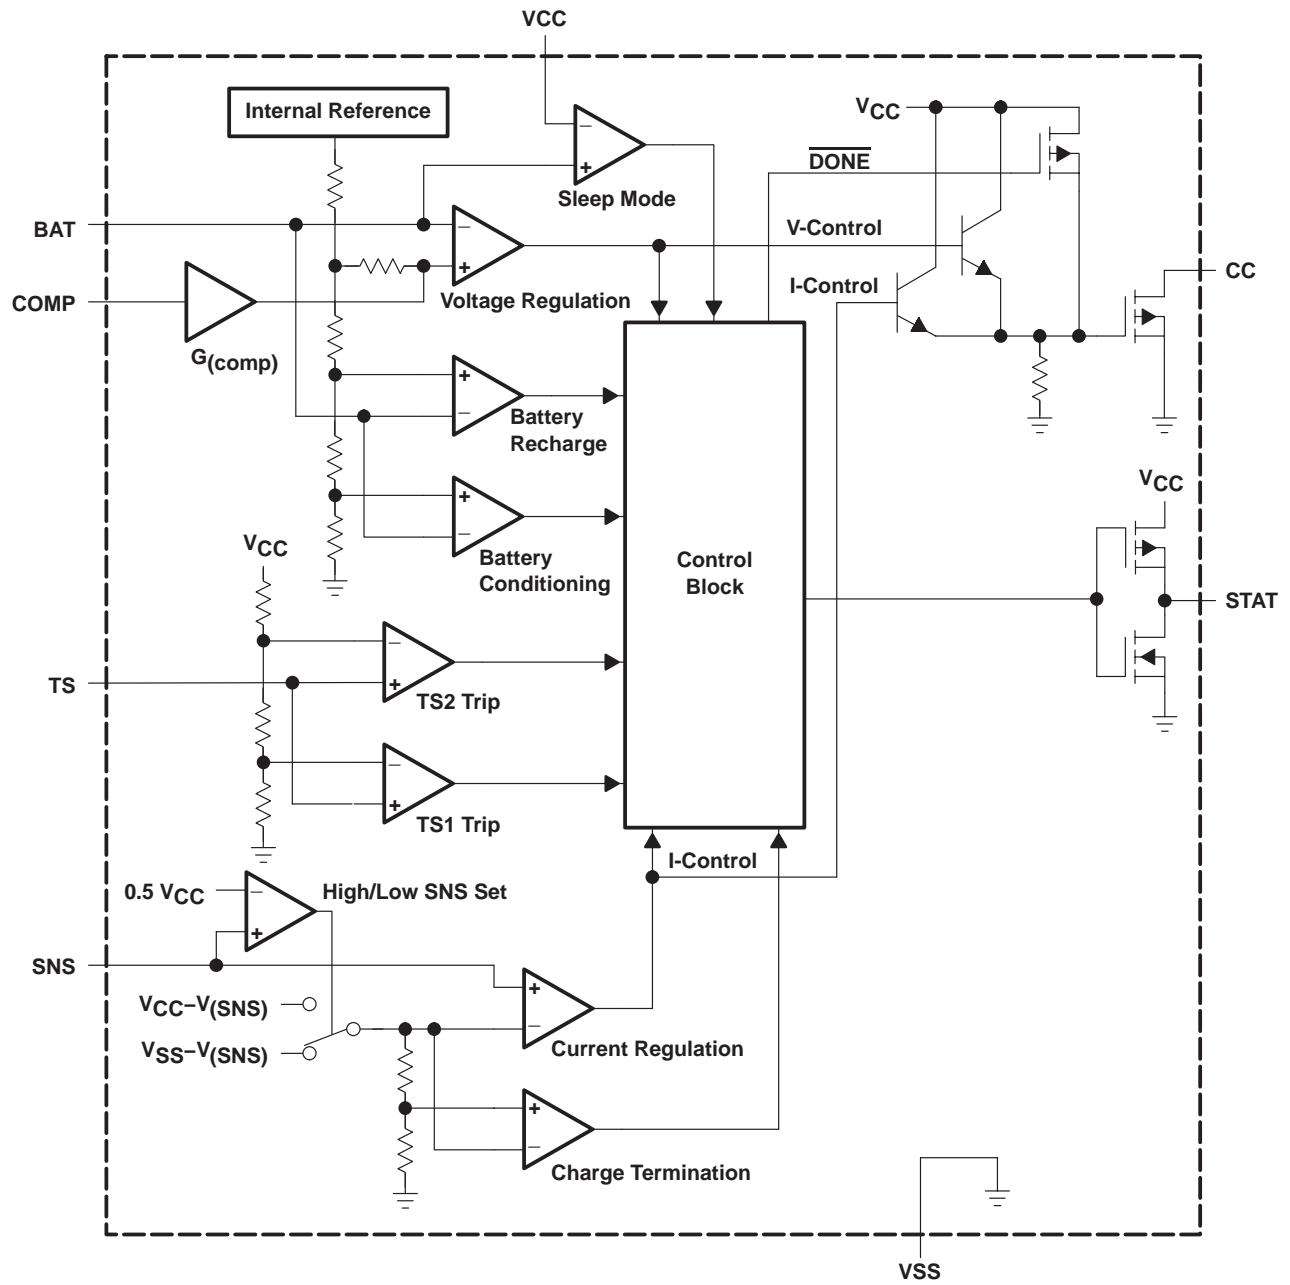 VCC
Internal Reference
VCC
DONE
Sleep Mode
BAT
V-Control
CC
I-Control
COMP
Voltage Regulation
G(comp)
Battery
Recharge
VCC
VCC
Battery
Conditioning
Control
Block
STAT
TS
TS2 Trip
TS1 Trip
I-Control
0.5 VCC
High/Low SNS Set
SNS
VCC−V(SNS)
VSS−V(SNS)
Current Regulation
Charge Termination
VSS